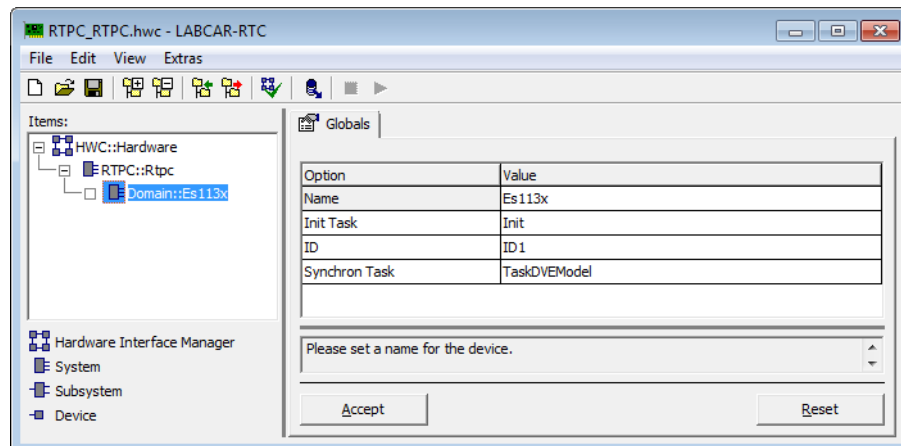 RTPC_RTPC.hwc - LABCAR-RTC
File Edit View Extras
Items:
HWC::Hardware
RTPC::Rtpc
Domain::Es113x
Hardware Interface Manager
System
Subsystem
Device
Globals
Option Value
Name Es113x
Init Task Init
ID ID1
Synchron Task TaskDVEModel
Please set a name for the device.
Accept Reset